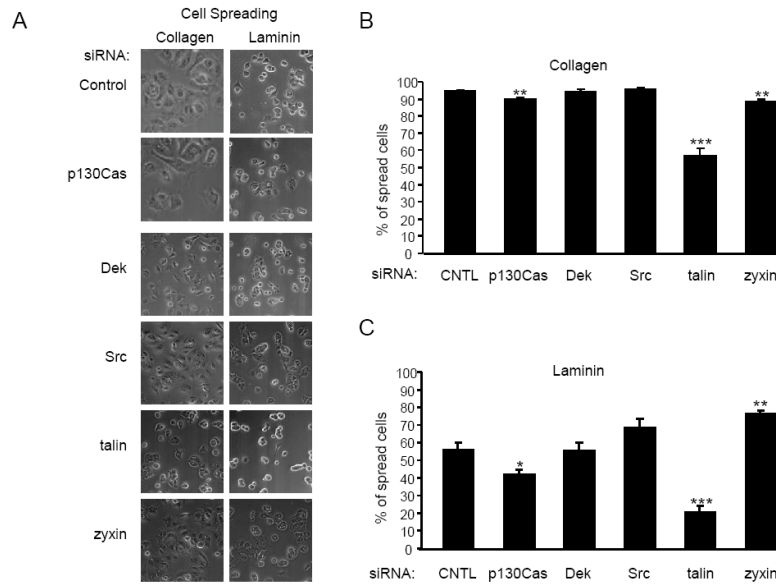 A
Cell Spreading
Collagen Laminin
siRNA:
Control
p130Cas
Dek
Src
talin
zyxin
B
Collagen
% of spread cells
100
90
80
70
60
50
40
30
20
10
0
**
***
**
siRNA: CNTL p130Cas Dek Src talin zyxin
C
Laminin
% of spread cells
100
90
80
70
60
50
40
30
20
10
0
*
***
**
siRNA: CNTL p130Cas Dek Src talin zyxin